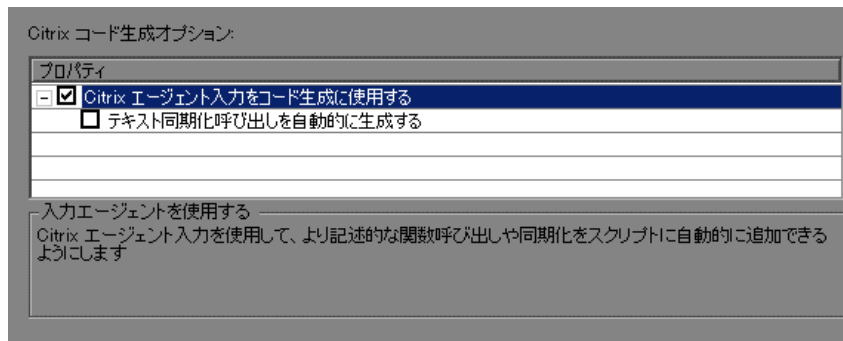 Citrix コード生成オプション:
プロパティ
Citrix エージェント入力をコード生成に使用する
テキスト同期化呼び出しを自動的に生成する
入力エージェントを使用する
Citrix エージェント入力を使用して、より記述的な関数呼び出しや同期化をスクリプトに自動的に追加できる
ようにします